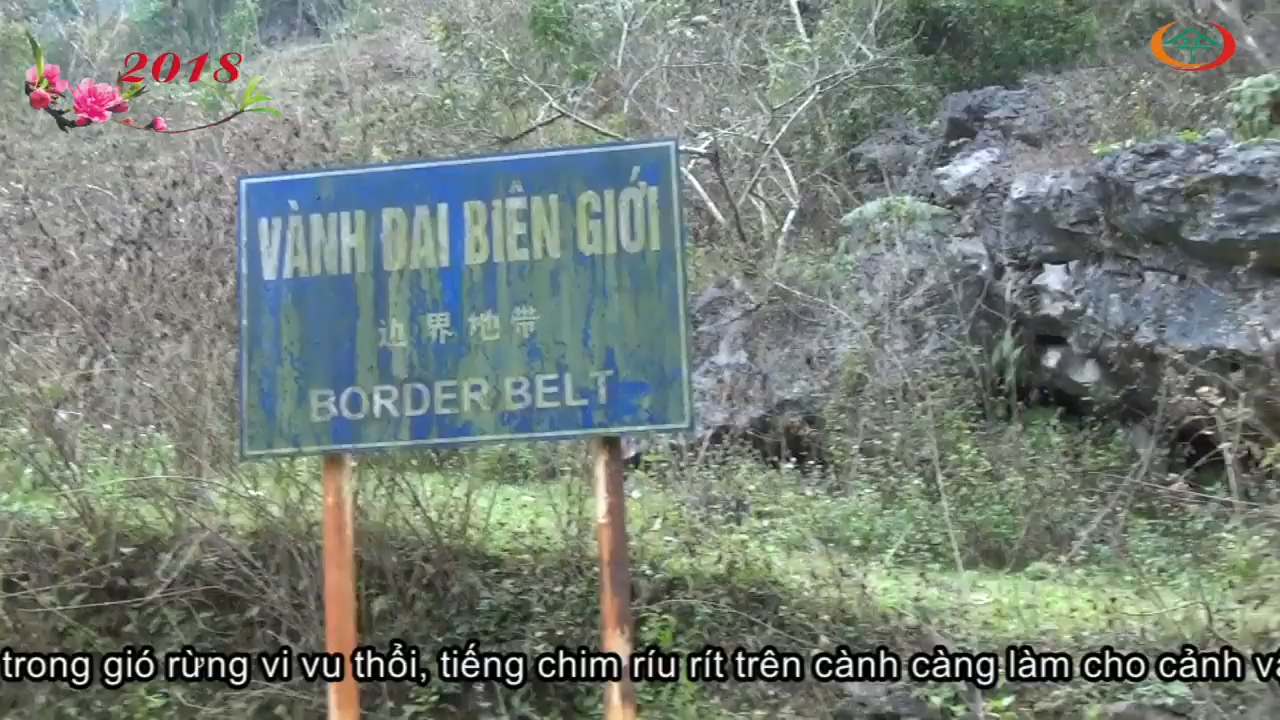 2018
VÀNH ĐAI BIÊN GIỚI
边界地带
BORDER BELT
trong gió rừng vi vu thổi, tiếng chim ríu rít trên cành càng làm cho cảnh